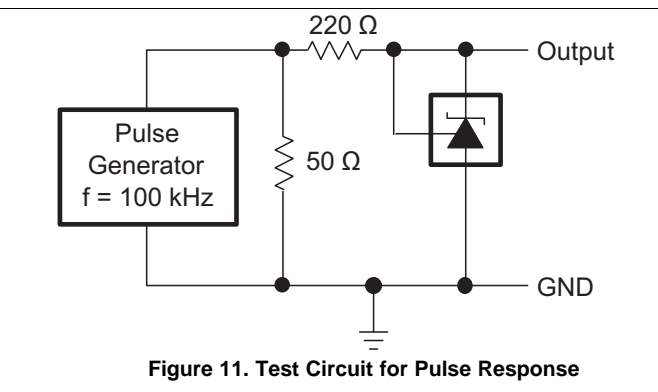 220 Ω
Output
Pulse
Generator
f = 100 kHz
50 Ω
GND
Figure 11. Test Circuit for Pulse Response